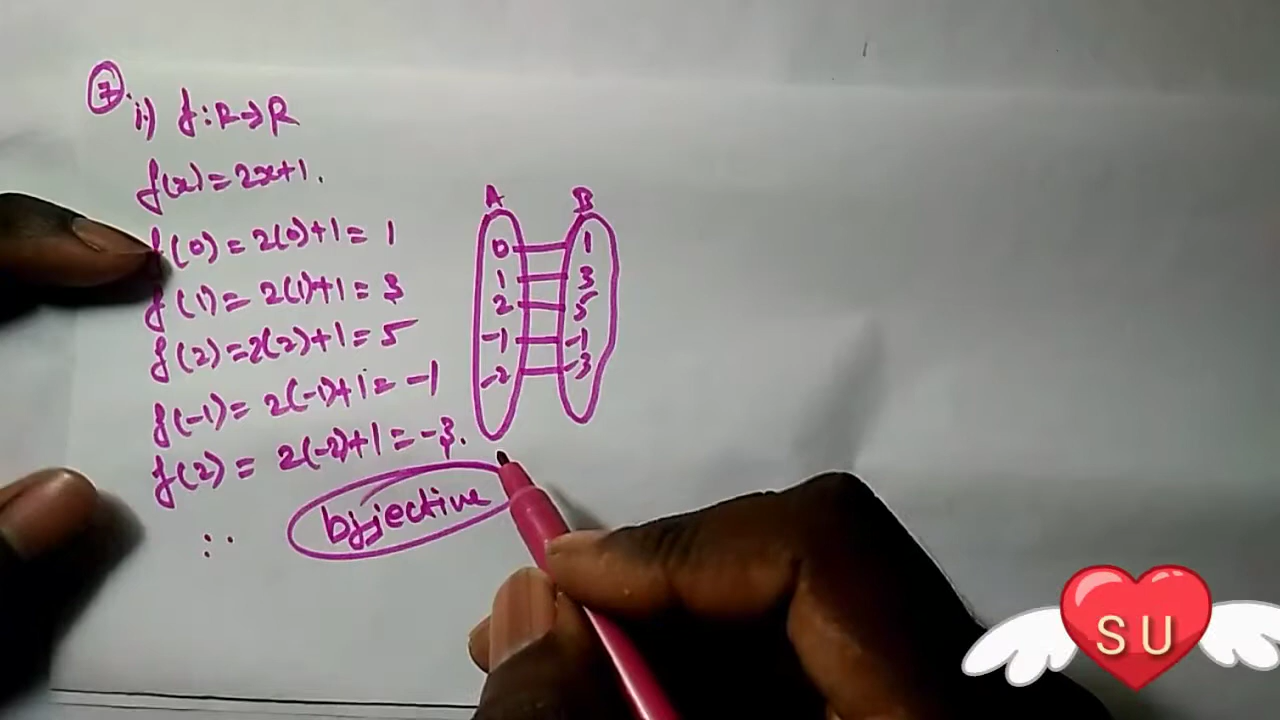 7.
i) f:R→R
f(x)=2x+1.
f(0)=2(0)+1=1
f(1)=2(1)+1=3
f(2)=2(2)+1=5
f(-1)=2(-1)+1=-1
f(2)=2(-2)+1=-3.
∴ bijective
A B
0 1
1 3
2 5
-1 -1
-2 -3
SU